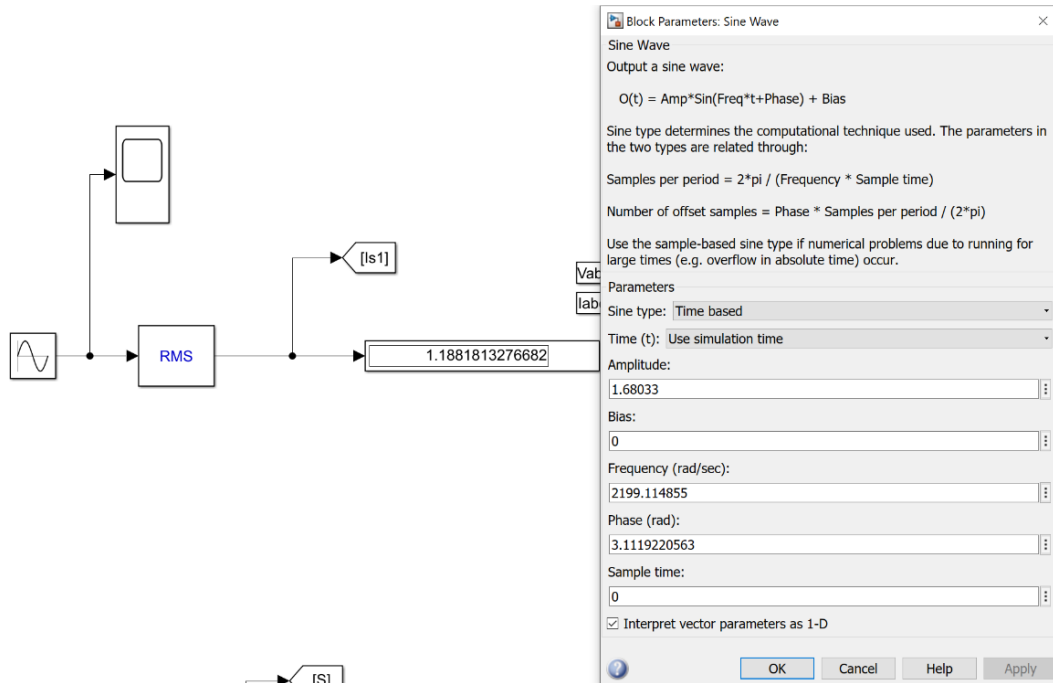 Block Parameters: Sine Wave
Sine Wave
Output a sine wave:
O(t) = Amp*Sin(Freq*t+Phase) + Bias
Sine type determines the computational technique used. The parameters in
the two types are related through:
Samples per period = 2*pi / (Frequency * Sample time)
Number of offset samples = Phase * Samples per period / (2*pi)
Use the sample-based sine type if numerical problems due to running for
large times (e.g. overflow in absolute time) occur.
Parameters
Sine type: Time based
Time (t): Use simulation time
Amplitude:
1.68033
Bias:
0
Frequency (rad/sec):
2199.114855
Phase (rad):
3.1119220563
Sample time:
0
Interpret vector parameters as 1-D
OK Cancel Help Apply
[Is1]
RMS
1.1881813276682
[S]